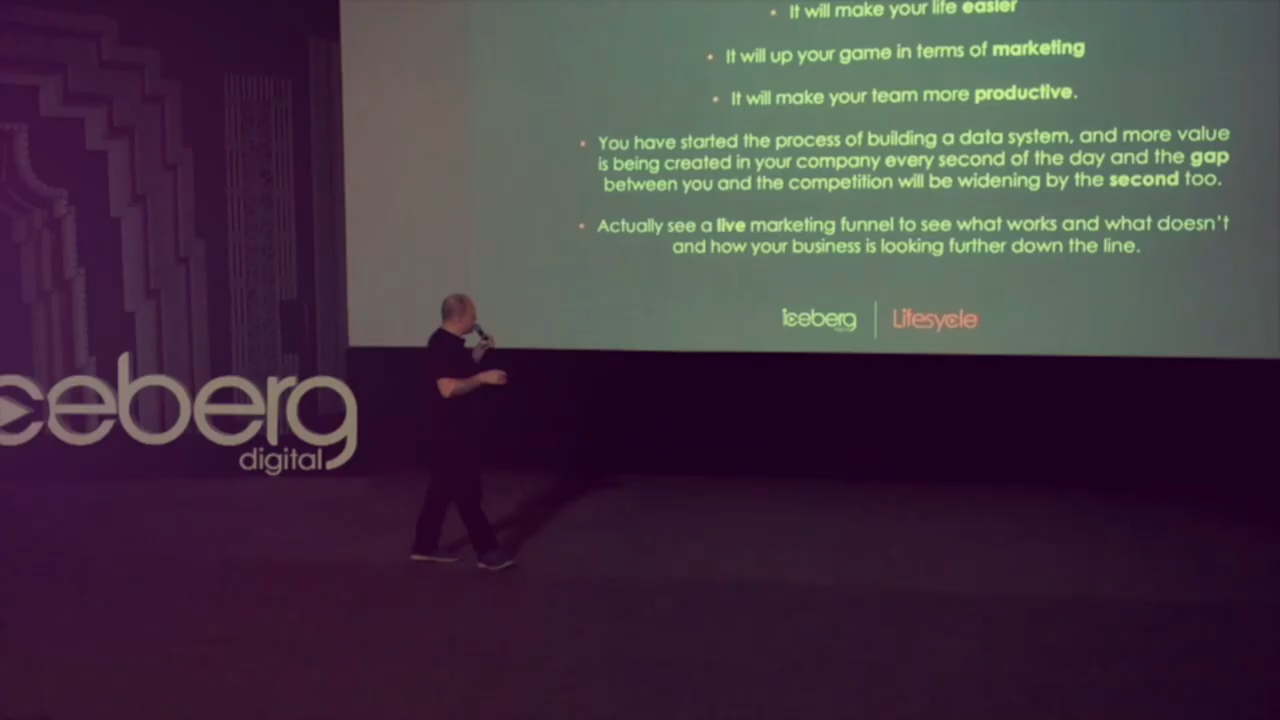 • It will make your life easier
• It will up your game in terms of marketing
• It will make your team more productive.
• You have started the process of building a data system, and more value
is being created in your company every second of the day and the gap
between you and the competition will be widening by the second too.
• Actually see a live marketing funnel to see what works and what doesn't
and how your business is looking further down the line.
iceberg
Lifesycle
iceberg
digital